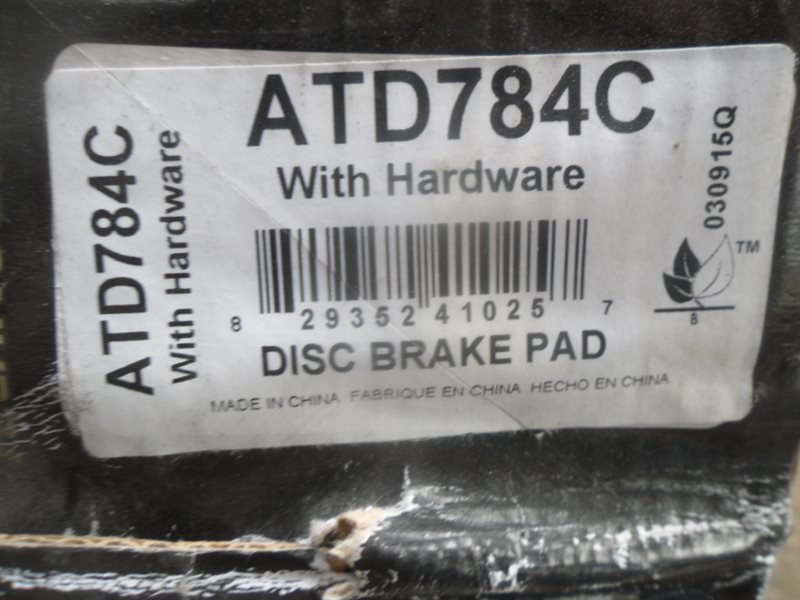 ATD784C
With Hardware
ATD784C
With Hardware
030915Q
TM
8
8 29352 41025 7
DISC BRAKE PAD
MADE IN CHINA FABRIQUE EN CHINA HECHO EN CHINA